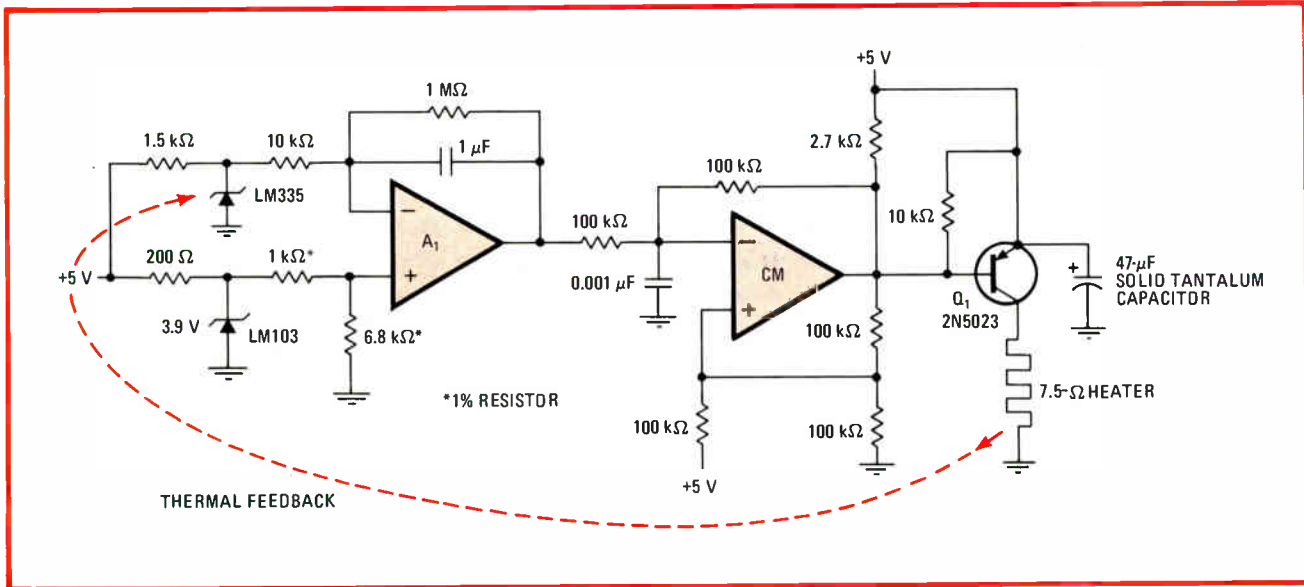 +5 V
1 MΩ
1.5 kΩ
10 kΩ
1 μF
2.7 kΩ
LM335
100 kΩ
100 kΩ
10 kΩ
A1
−
+
200 Ω
1 kΩ*
+5 V
0.001 μF
−
CM
+
47-μF
SOLID TANTALUM
CAPACITOR
+
Q1
2N5023
3.9 V
LM103
6.8 kΩ*
100 kΩ
*1% RESISTOR
7.5-Ω HEATER
100 kΩ
100 kΩ
+5 V
THERMAL FEEDBACK